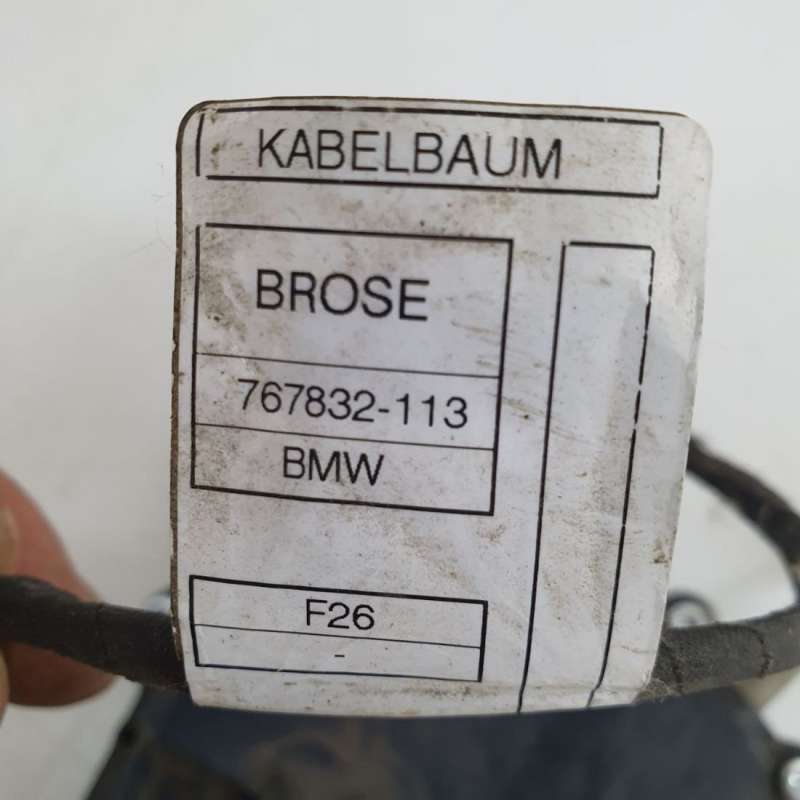 KABELBAUM
BROSE
767832-113
BMW
F26
-